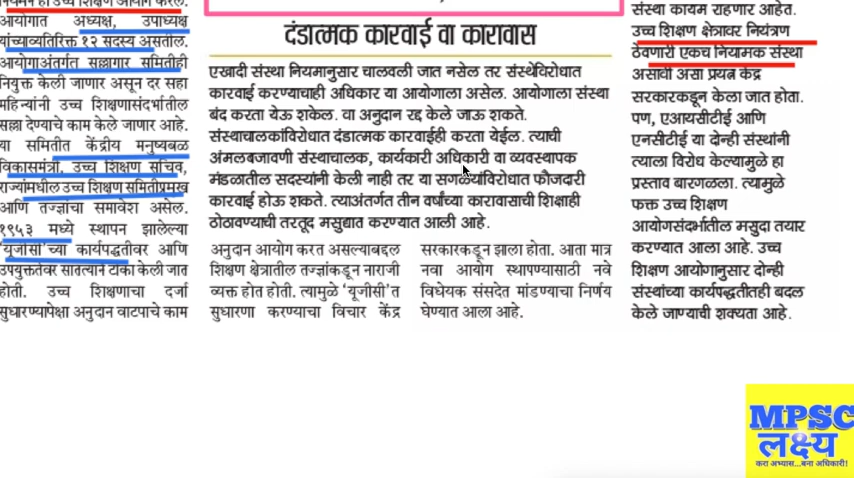 नियमन हा उच्च शिक्षण आयोग करेल.
आयोगात अध्यक्ष, उपाध्यक्ष
यांच्याव्यतिरिक्त १२ सदस्य असतील.
आयोगाअंतर्गत सल्लागार समितीही
नियुक्त केली जाणार असून दर सहा
महिन्यांनी उच्च शिक्षणासंदर्भातील
सल्ला देण्याचे काम केले जाणार आहे.
या समितीत केंद्रीय मनुष्यबळ
विकासमंत्री, उच्च शिक्षण सचिव,
राज्यांमधील उच्च शिक्षण समितीप्रमुख
आणि तज्ज्ञांचा समावेश असेल.
१९५३ मध्ये स्थापन झालेल्या
'यूजीसी'च्या कार्यपद्धतीवर आणि
उपयुक्ततेवर सातत्याने टीका केली जात
होती. उच्च शिक्षणाचा दर्जा
सुधारण्यापेक्षा अनुदान वाटपाचे काम
दंडात्मक कारवाई वा कारावास
एखादी संस्था नियमानुसार चालवली जात नसेल तर संस्थेविरोधात
कारवाई करण्याचाही अधिकार या आयोगाला असेल. आयोगाला संस्था
बंद करता येऊ शकेल. वा अनुदान रद्द केले जाऊ शकते.
संस्थाचालकांविरोधात दंडात्मक कारवाईही करता येईल. त्याची
अंमलबजावणी संस्थाचालक, कार्यकारी अधिकारी वा व्यवस्थापक
मंडळातील सदस्यांनी केली नाही तर या सगळ्यांविरोधात फौजदारी
कारवाई होऊ शकते. त्याअंतर्गत तीन वर्षांच्या कारावासाची शिक्षाही
ठोठावण्याची तरतूद मसुद्यात करण्यात आली आहे.
अनुदान आयोग करत असल्याबद्दल
शिक्षण क्षेत्रातील तज्ज्ञांकडून नाराजी
व्यक्त होत होती. त्यामुळे 'यूजीसी'त
सुधारणा करण्याचा विचार केंद्र
सरकारकडून झाला होता. आता मात्र
नवा आयोग स्थापण्यासाठी नवे
विधेयक संसदेत मांडण्याचा निर्णय
घेण्यात आला आहे.
संस्था कायम राहणार आहेत.
उच्च शिक्षण क्षेत्रावर नियंत्रण
ठेवणारी एकच नियामक संस्था
असावी असा प्रयत्न केंद्र
सरकारकडून केला जात होता.
पण, एआयसीटीई आणि
एनसीटीई या दोन्ही संस्थांनी
त्याला विरोध केल्यामुळे हा
प्रस्ताव बारगळला. त्यामुळे
फक्त उच्च शिक्षण
आयोगसंदर्भातील मसुदा तयार
करण्यात आला आहे. उच्च
शिक्षण आयोगानुसार दोन्ही
संस्थांच्या कार्यपद्धतीतही बदल
केले जाण्याची शक्यता आहे.
MPSC
लक्ष्य
करा अभ्यास...बना अधिकारी!